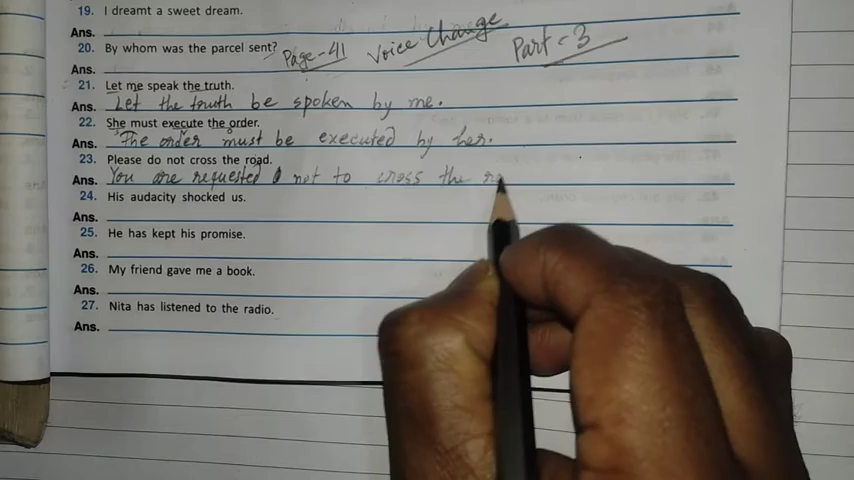 19. I dreamt a sweet dream.
Ans.
20. By whom was the parcel sent? Page-41 Voice Change Part-3
Ans.
21. Let me speak the truth.
Ans. Let the truth be spoken by me.
22. She must execute the order.
Ans. The order must be executed by her.
23. Please do not cross the road.
Ans. You are requested not to cross the ro
24. His audacity shocked us.
Ans.
25. He has kept his promise.
Ans.
26. My friend gave me a book.
Ans.
27. Nita has listened to the radio.
Ans.